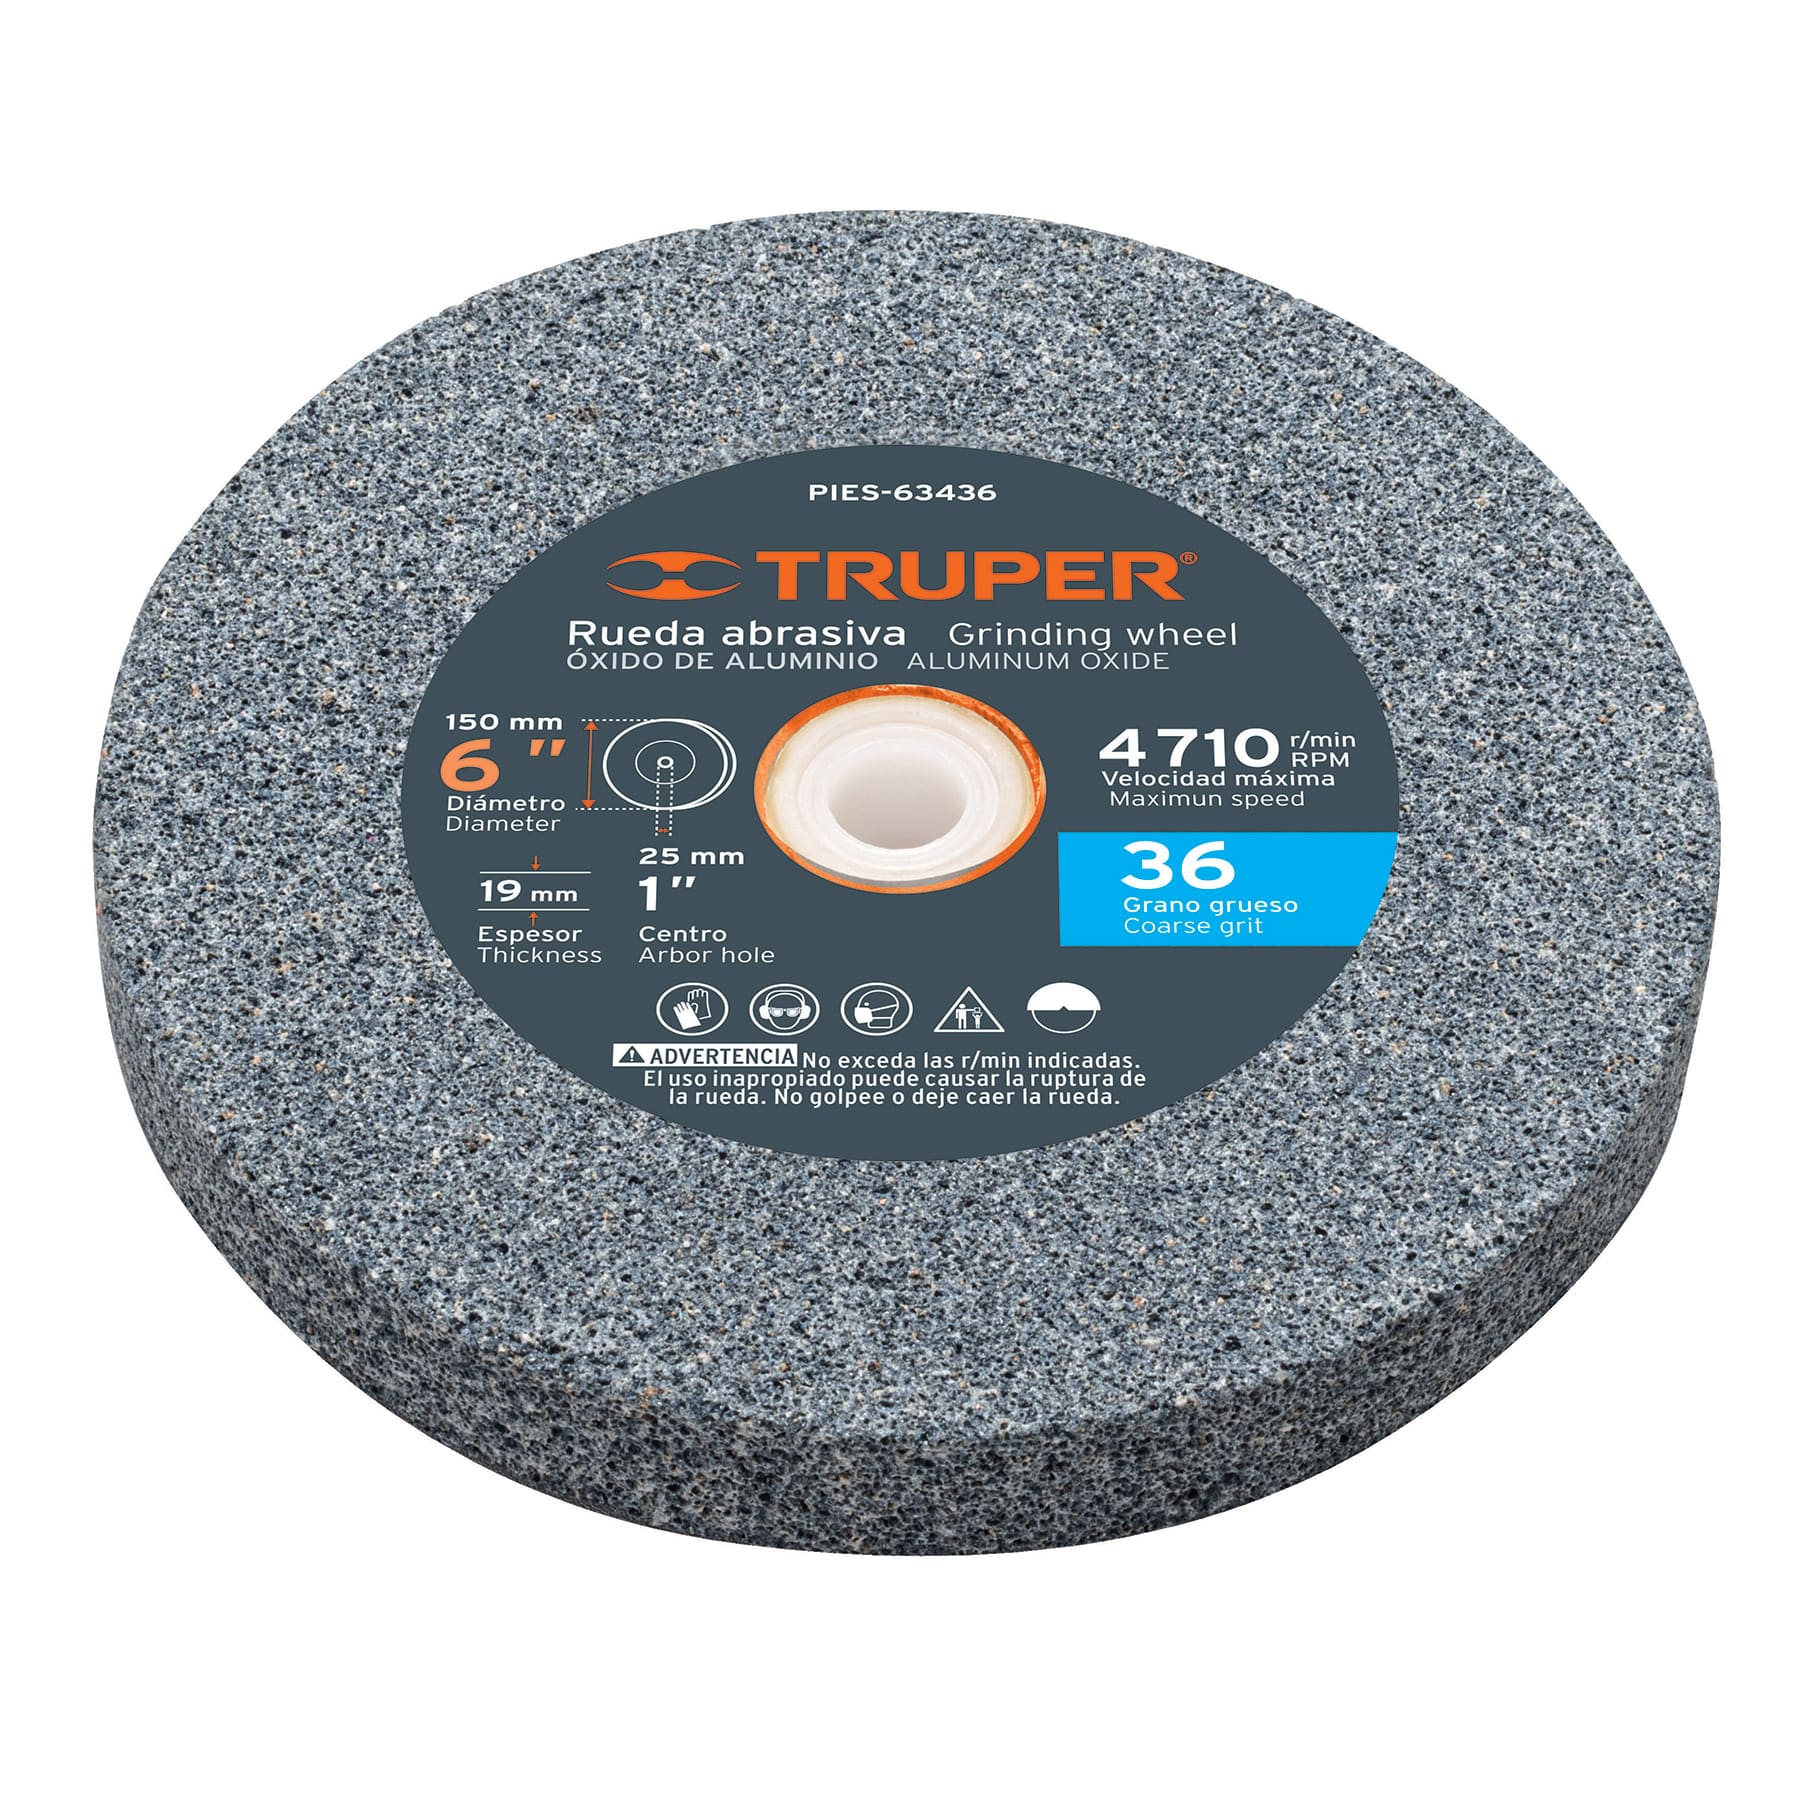 PIES-63436
TRUPER®
Rueda abrasiva Grinding wheel
ÓXIDO DE ALUMINIO ALUMINUM OXIDE
150 mm
6"
Diámetro
Diameter
19 mm
Espesor
Thickness
25 mm
1"
Centro
Arbor hole
4 710 r/min
RPM
Velocidad máxima
Maximun speed
36
Grano grueso
Coarse grit
ADVERTENCIA No exceda las r/min indicadas.
El uso inapropiado puede causar la ruptura de
la rueda. No golpee o deje caer la rueda.